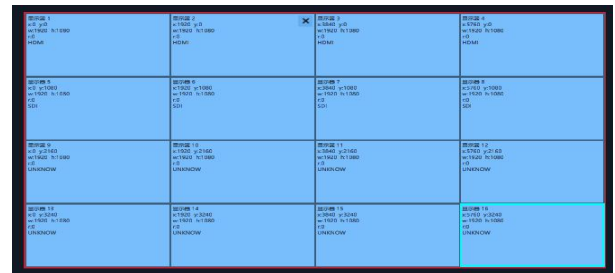 显示器 1
x:0 y:0
w:1920 h:1080
r:0
HDMI
显示器 2
x:1920 y:0
w:1920 h:1080
r:0
HDMI
显示器 3
x:3840 y:0
w:1920 h:1080
r:0
HDMI
显示器 4
x:5760 y:0
w:1920 h:1080
r:0
HDMI
显示器 5
x:0 y:1080
w:1920 h:1080
r:0
SDI
显示器 6
x:1920 y:1080
w:1920 h:1080
r:0
SDI
显示器 7
x:3840 y:1080
w:1920 h:1080
r:0
SDI
显示器 8
x:5760 y:1080
w:1920 h:1080
r:0
SDI
显示器 9
x:0 y:2160
w:1920 h:1080
r:0
UNKNOW
显示器 10
x:1920 y:2160
w:1920 h:1080
r:0
UNKNOW
显示器 11
x:3840 y:2160
w:1920 h:1080
r:0
UNKNOW
显示器 12
x:5760 y:2160
w:1920 h:1080
r:0
UNKNOW
显示器 13
x:0 y:3240
w:1920 h:1080
r:0
UNKNOW
显示器 14
x:1920 y:3240
w:1920 h:1080
r:0
UNKNOW
显示器 15
x:3840 y:3240
w:1920 h:1080
r:0
UNKNOW
显示器 16
x:5760 y:3240
w:1920 h:1080
r:0
UNKNOW